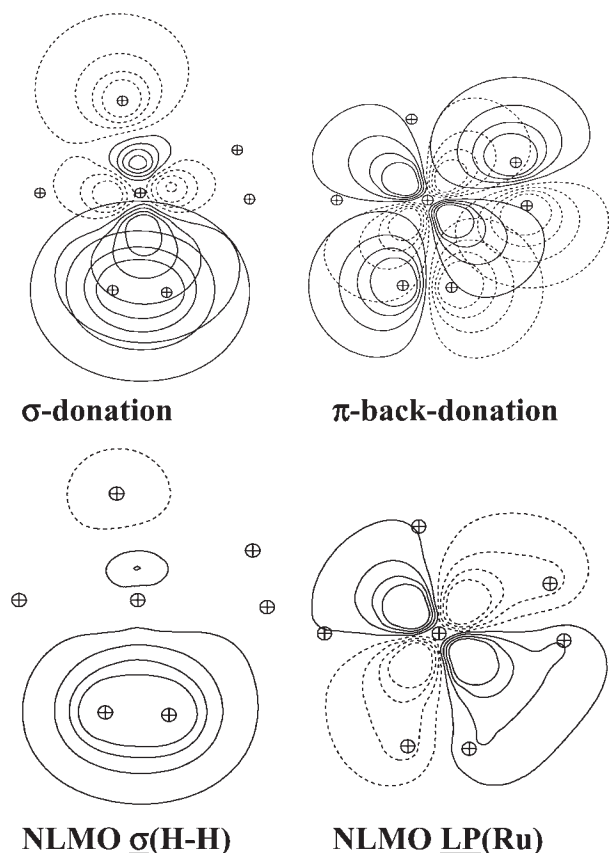 σ-donation
π-back-donation
NLMO σ(H-H)
NLMO LP(Ru)